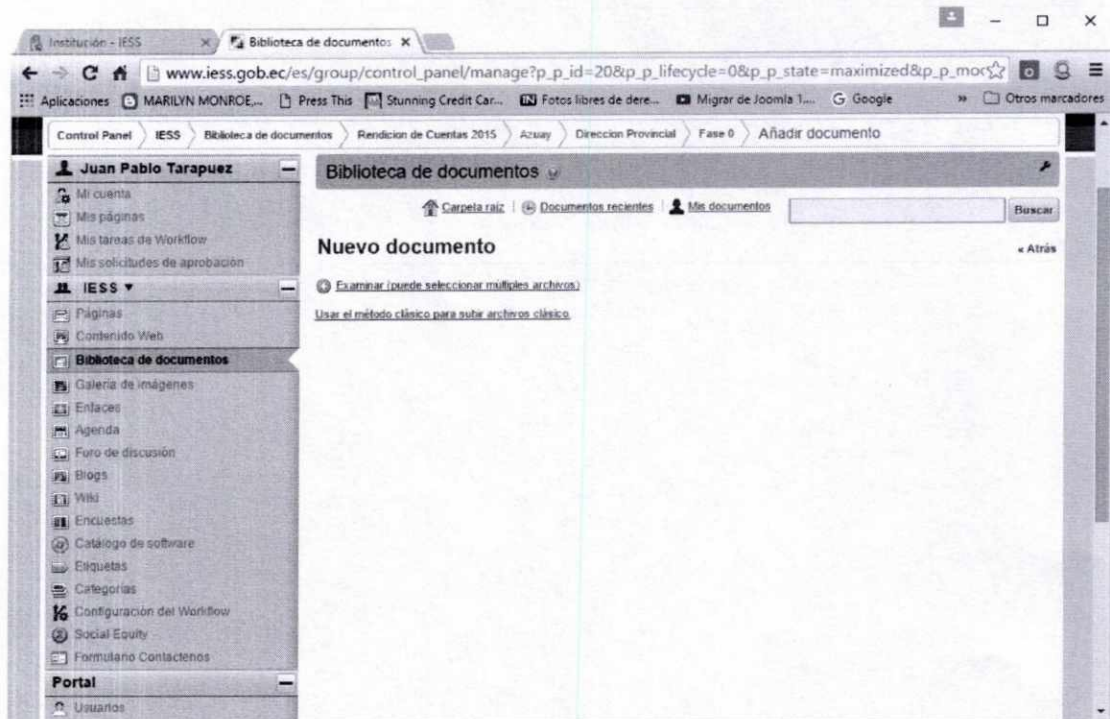 Institución - IESS
Biblioteca de documentos
www.iess.gob.ec/es/group/control_panel/manage?p_p_id=20&p_p_lifecycle=0&p_p_state=maximized&p_p_moc
Aplicaciones MARILYN MONROE,... Press This Stunning Credit Car... Fotos libres de dere... Migrar de Joomla 1.... Google » Otros marcadores
Control Panel IESS Biblioteca de documentos Rendicion de Cuentas 2015 Azuay Direccion Provincial Fase 0 Añadir documento
Juan Pablo Tarapuez
Mi cuenta
Mis páginas
Mis tareas de Workflow
Mis solicitudes de aprobación
IESS ▼
Páginas
Contenido Web
Biblioteca de documentos
Galería de imágenes
Enlaces
Agenda
Foro de discusión
Blogs
Wiki
Encuestas
Catálogo de software
Etiquetas
Categorías
Configuración del Workflow
Social Equity
Formulario Contactenos
Portal
Usuarios
Biblioteca de documentos
Carpeta raíz | Documentos recientes | Mis documentos
Buscar
Nuevo documento
« Atrás
Examinar (puede seleccionar múltiples archivos)
Usar el método clásico para subir archivos clásico.